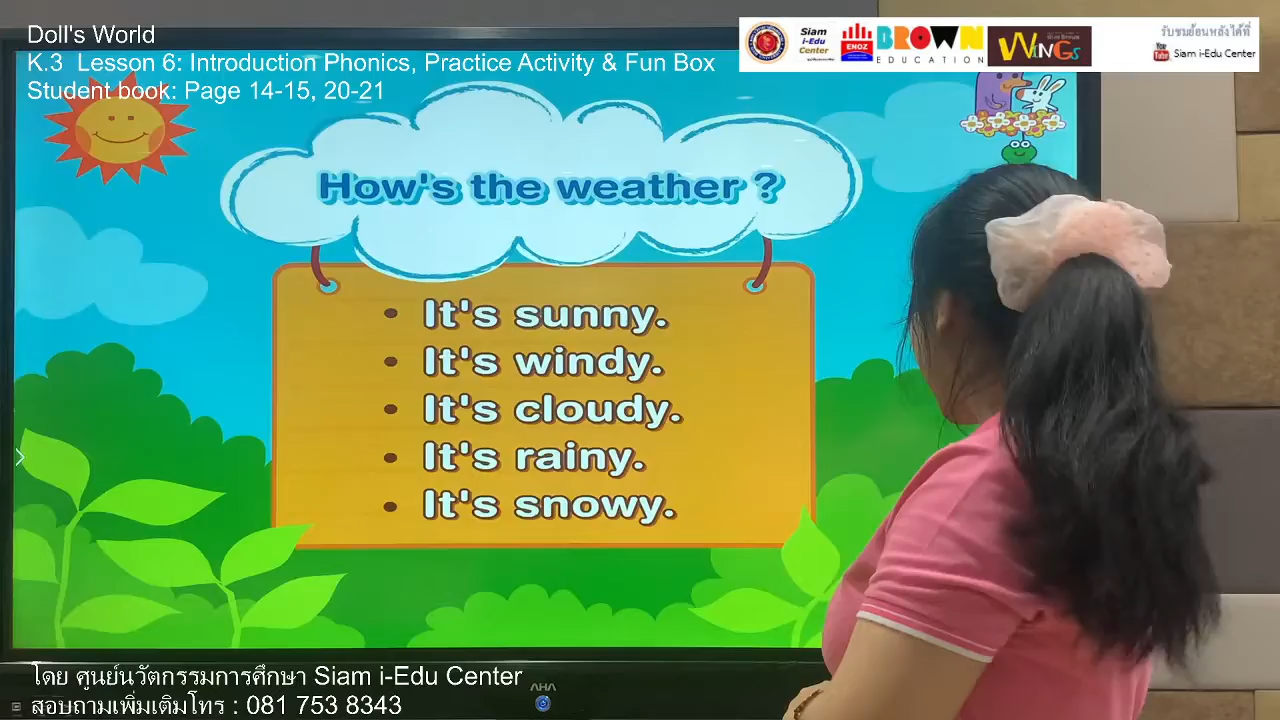 Doll's World
K.3 Lesson 6: Introduction Phonics, Practice Activity & Fun Box
Student book: Page 14-15, 20-21
Siam
i-Edu
Center
ENOZ
BROWN
EDUCATION
WINGS
รับชมย้อนหลังได้ที่
You Tube Siam i-Edu Center
How's the weather ?
• It's sunny.
• It's windy.
• It's cloudy.
• It's rainy.
• It's snowy.
โดย ศูนย์นวัตกรรมการศึกษา Siam i-Edu Center
สอบถามเพิ่มเติมโทร : 081 753 8343
AHA